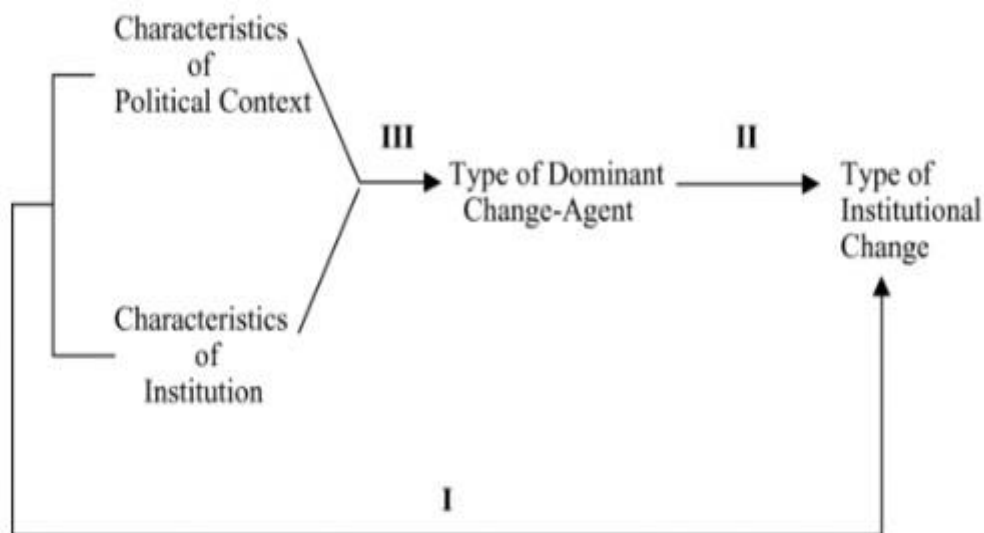 Characteristics
of
Political Context
III
II
Type of Dominant
Change-Agent
Type of
Institutional
Change
Characteristics
of
Institution
I